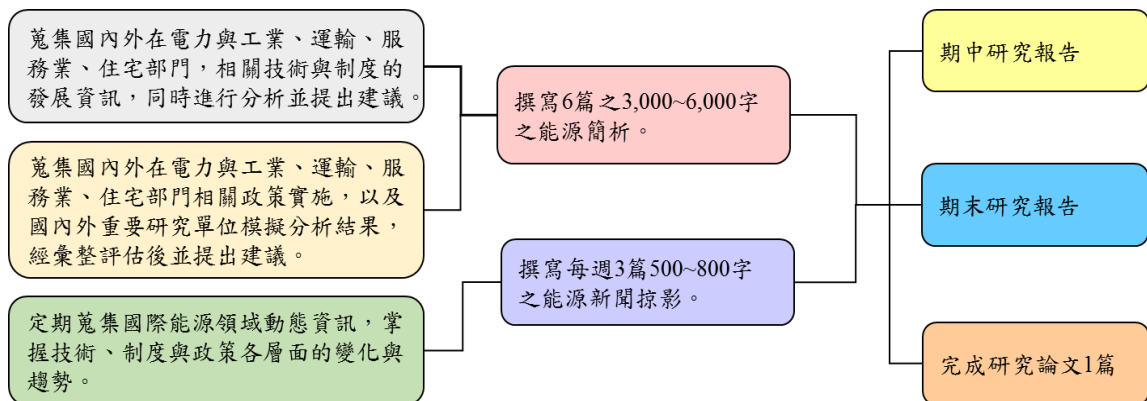 蒐集國內外在電力與工業、運輸、服
務業、住宅部門，相關技術與制度的
發展資訊，同時進行分析並提出建議。
蒐集國內外在電力與工業、運輸、服
務業、住宅部門相關政策實施，以及
國內外重要研究單位模擬分析結果，
經彙整評估後並提出建議。
定期蒐集國際能源領域動態資訊，掌
握技術、制度與政策各層面的變化與
趨勢。
撰寫6篇之3,000~6,000字
之能源簡析。
撰寫每週3篇500~800字
之能源新聞掠影。
期中研究報告
期末研究報告
完成研究論文1篇